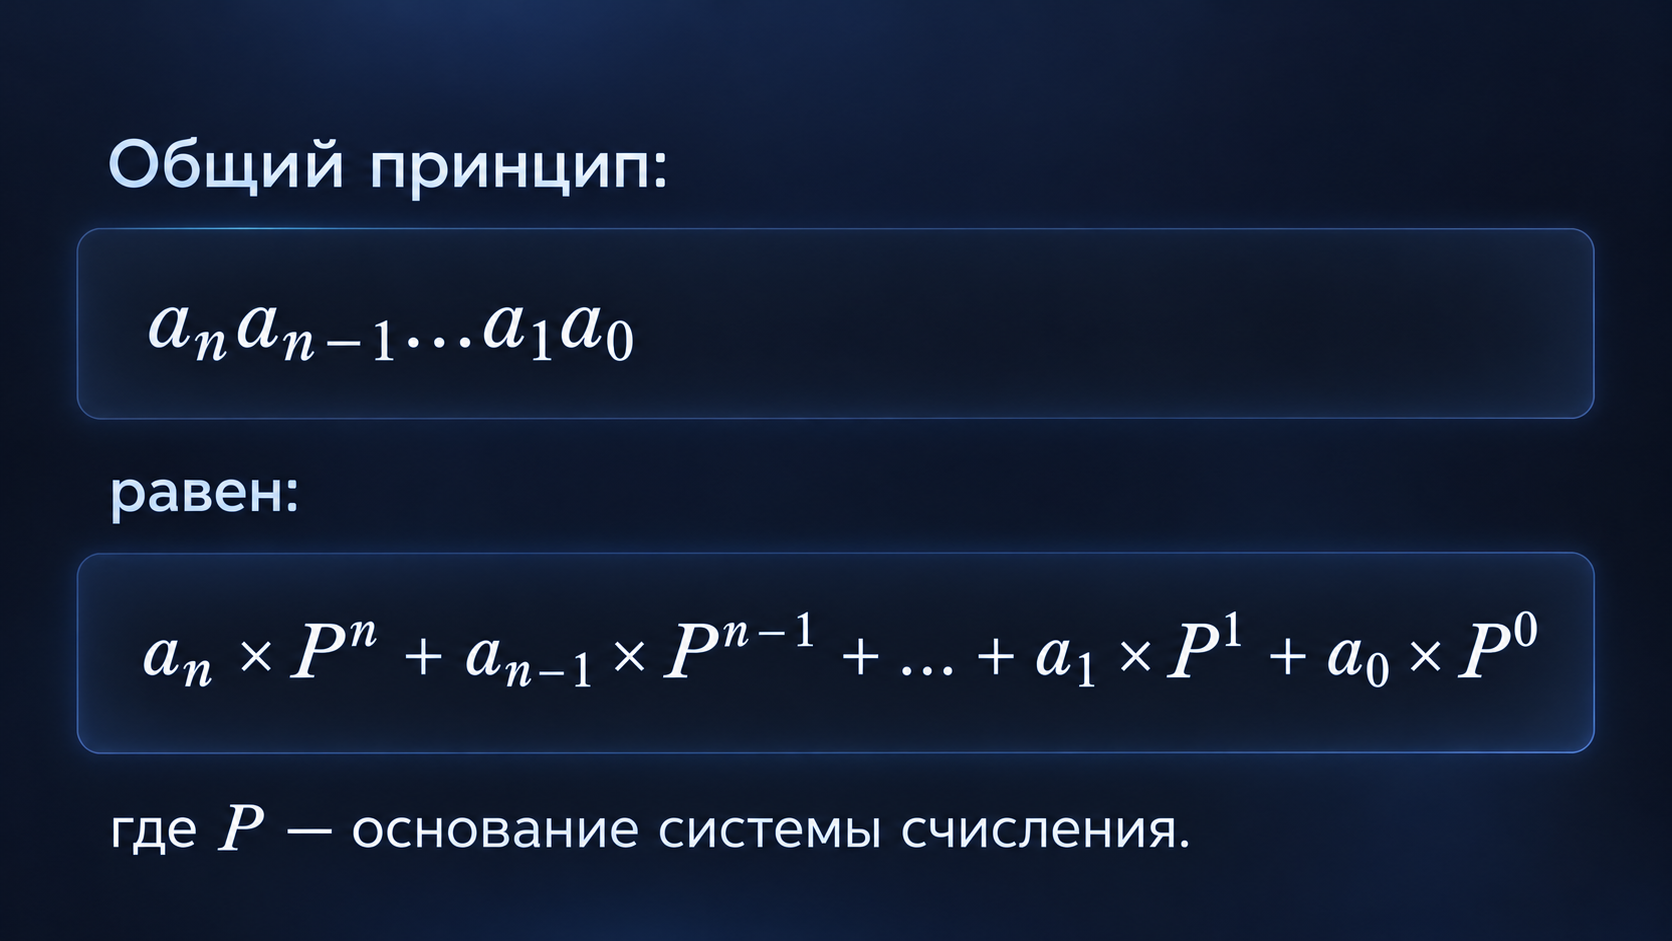 Общий принцип:
aₙaₙ₋₁...a₁a₀
равен:
aₙ × Pⁿ + aₙ₋₁ × Pⁿ⁻¹ + ... + a₁ × P¹ + a₀ × P⁰
где P — основание системы счисления.